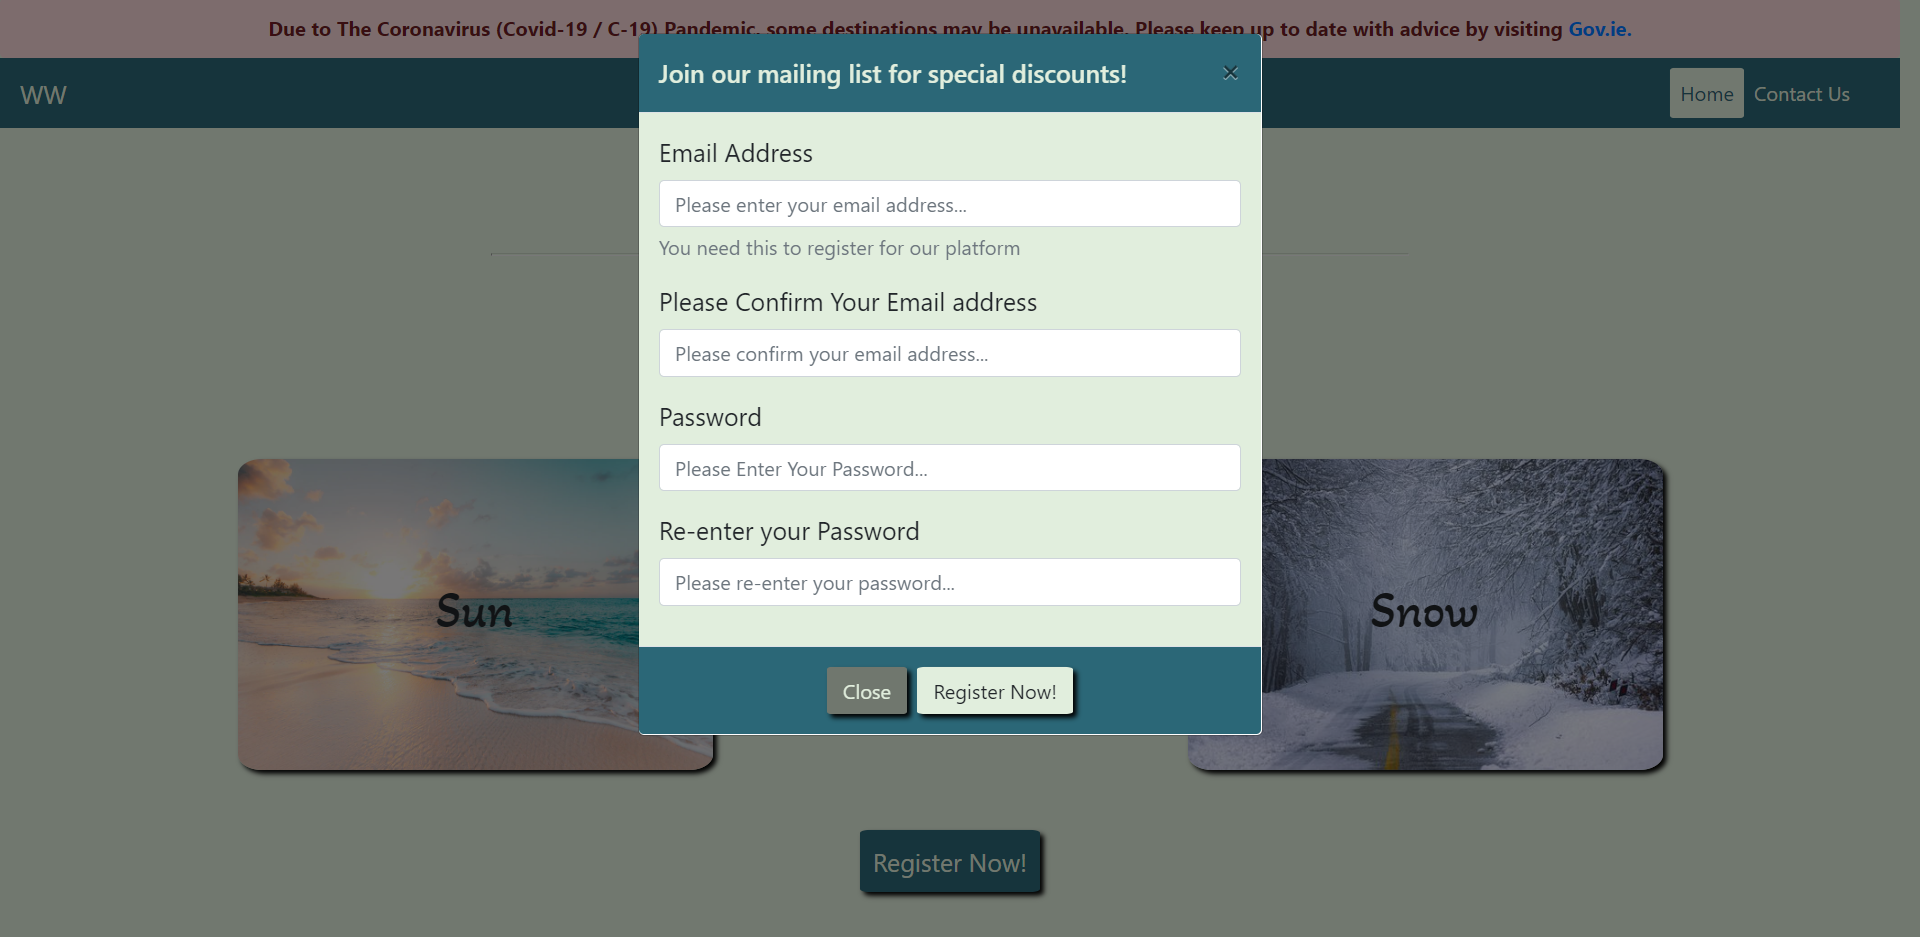 Due to The Coronavirus (Covid-19 / C-19) Pandemic, some destinations may be unavailable. Please keep up to date with advice by visiting Gov.ie.
WW
Home
Contact Us
Join our mailing list for special discounts!
×
Email Address
Please enter your email address...
You need this to register for our platform
Please Confirm Your Email address
Please confirm your email address...
Password
Please Enter Your Password...
Re-enter your Password
Please re-enter your password...
Close
Register Now!
Sun
Snow
Register Now!